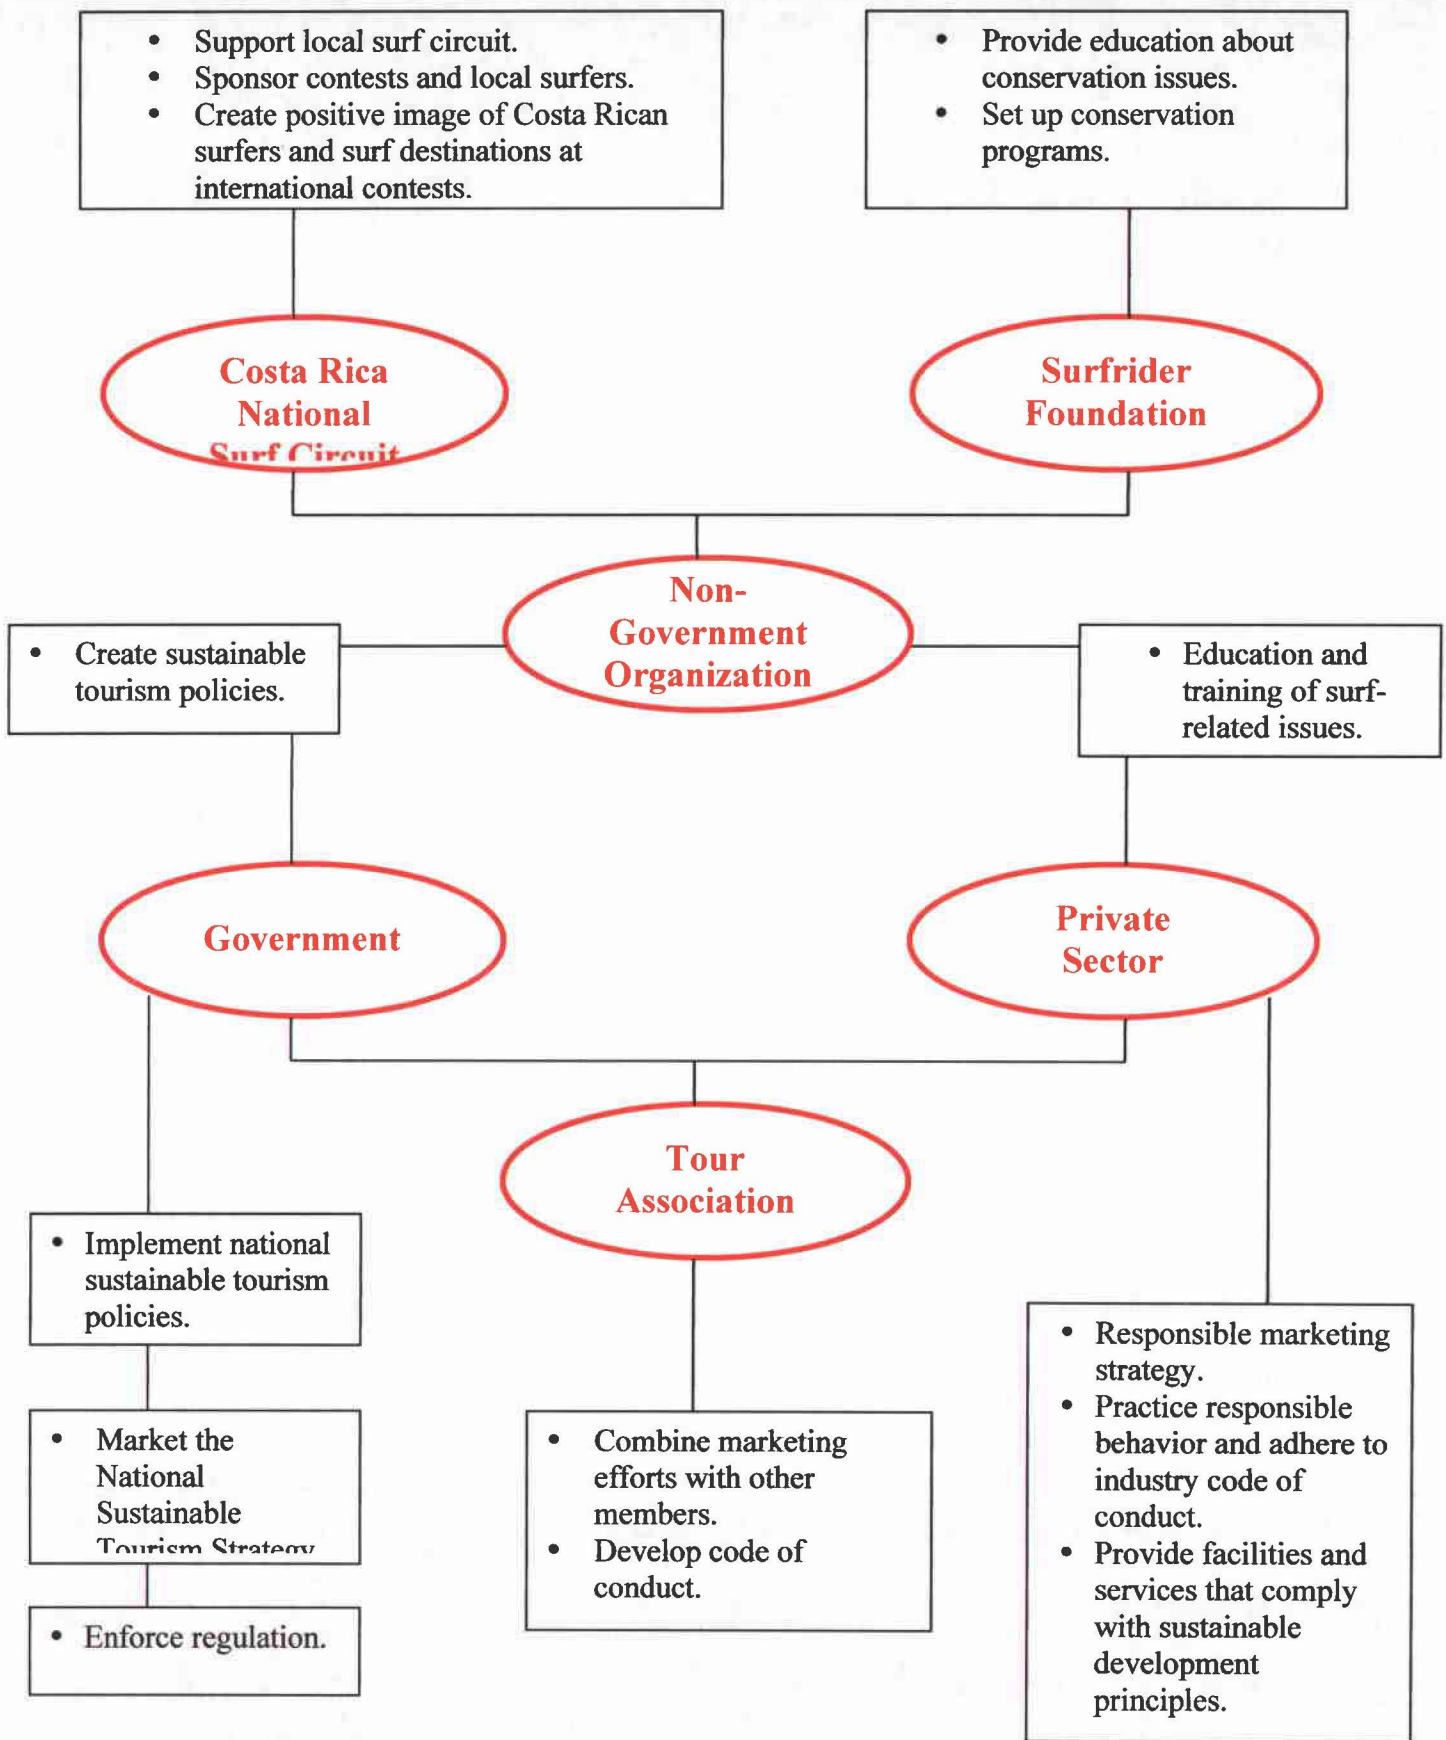 • Support local surf circuit.
• Sponsor contests and local surfers.
• Create positive image of Costa Rican
surfers and surf destinations at
international contests.
• Provide education about
conservation issues.
• Set up conservation
programs.
Costa Rica
National
Surf Circuit
Surfrider
Foundation
Non-
Government
Organization
• Create sustainable
tourism policies.
• Education and
training of surf-
related issues.
Government
Private
Sector
Tour
Association
• Implement national
sustainable tourism
policies.
• Market the
National
Sustainable
Tourism Strategy
• Enforce regulation.
• Combine marketing
efforts with other
members.
• Develop code of
conduct.
• Responsible marketing
strategy.
• Practice responsible
behavior and adhere to
industry code of
conduct.
• Provide facilities and
services that comply
with sustainable
development
principles.